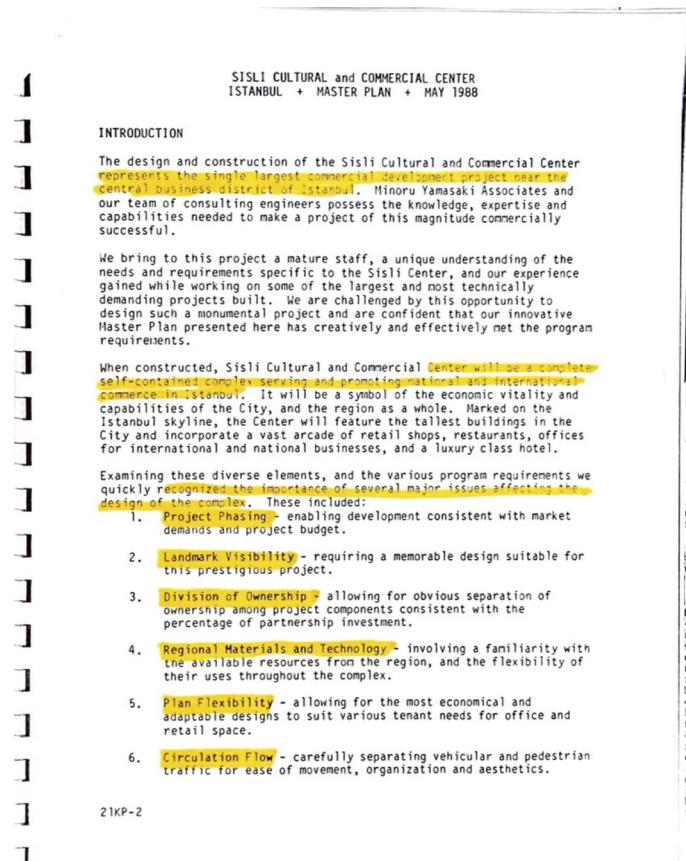 SISLI CULTURAL and COMMERCIAL CENTER
ISTANBUL + MASTER PLAN + MAY 1988
INTRODUCTION
The design and construction of the Sisli Cultural and Commercial Center
represents the single largest commercial development project near the
central business district of Istanbul. Minoru Yamasaki Associates and
our team of consulting engineers possess the knowledge, expertise and
capabilities needed to make a project of this magnitude commercially
successful.
We bring to this project a mature staff, a unique understanding of the
needs and requirements specific to the Sisli Center, and our experience
gained while working on some of the largest and most technically
demanding projects built. We are challenged by this opportunity to
design such a monumental project and are confident that our innovative
Master Plan presented here has creatively and effectively met the program
requirements.
When constructed, Sisli Cultural and Commercial Center will be a complete
self-contained complex serving and promoting national and international
commerce in Istanbul. It will be a symbol of the economic vitality and
capabilities of the City, and the region as a whole. Marked on the
Istanbul skyline, the Center will feature the tallest buildings in the
City and incorporate a vast arcade of retail shops, restaurants, offices
for international and national businesses, and a luxury class hotel.
Examining these diverse elements, and the various program requirements we
quickly recognized the importance of several major issues affecting the
design of the complex. These included:
1. Project Phasing - enabling development consistent with market
demands and project budget.
2. Landmark Visibility - requiring a memorable design suitable for
this prestigious project.
3. Division of Ownership - allowing for obvious separation of
ownership among project components consistent with the
percentage of partnership investment.
4. Regional Materials and Technology - involving a familiarity with
the available resources from the region, and the flexibility of
their uses throughout the complex.
5. Plan Flexibility - allowing for the most economical and
adaptable designs to suit various tenant needs for office and
retail space.
6. Circulation Flow - carefully separating vehicular and pedestrian
traffic for ease of movement, organization and aesthetics.
21KP-2